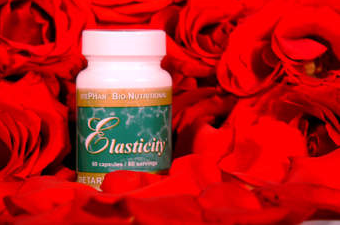 BIO-NUTRITIONAL
Elasticity
60 capsules / 60 servings